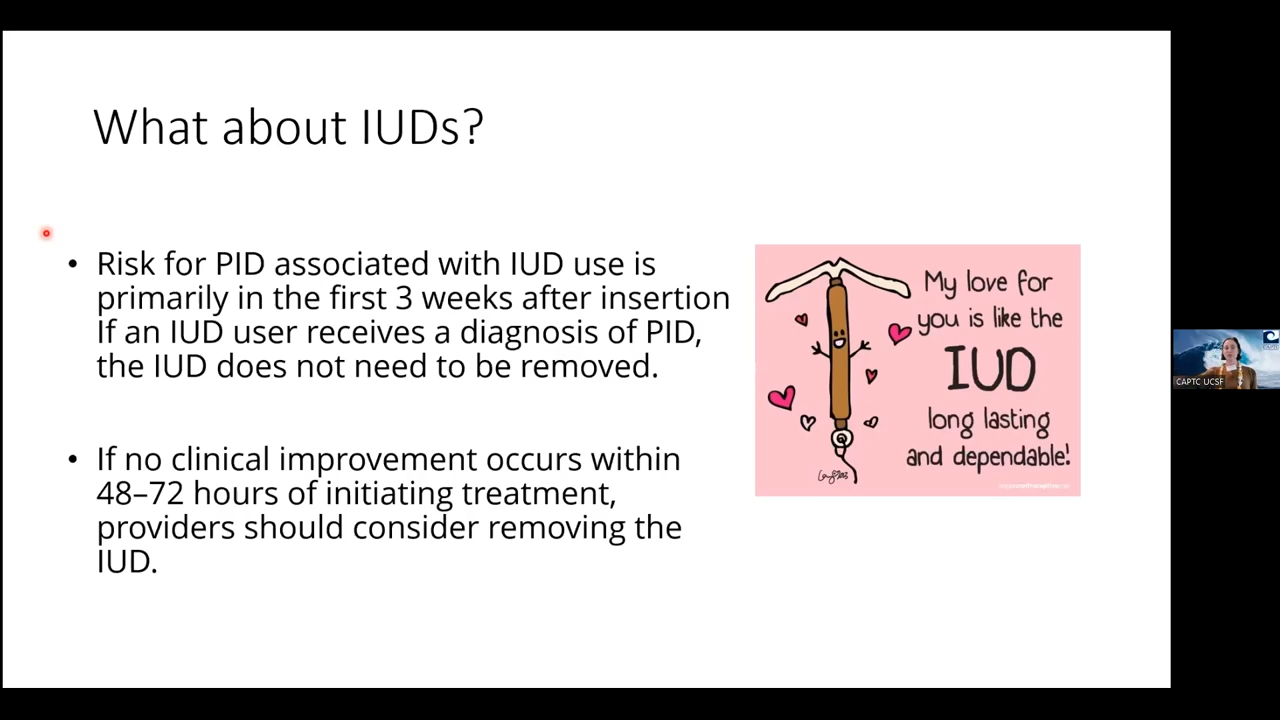 What about IUDs?
• Risk for PID associated with IUD use is
primarily in the first 3 weeks after insertion
If an IUD user receives a diagnosis of PID,
the IUD does not need to be removed.
• If no clinical improvement occurs within
48–72 hours of initiating treatment,
providers should consider removing the
IUD.
My love for
you is like the
IUD
long lasting
and dependable!
CAPTC UCSF